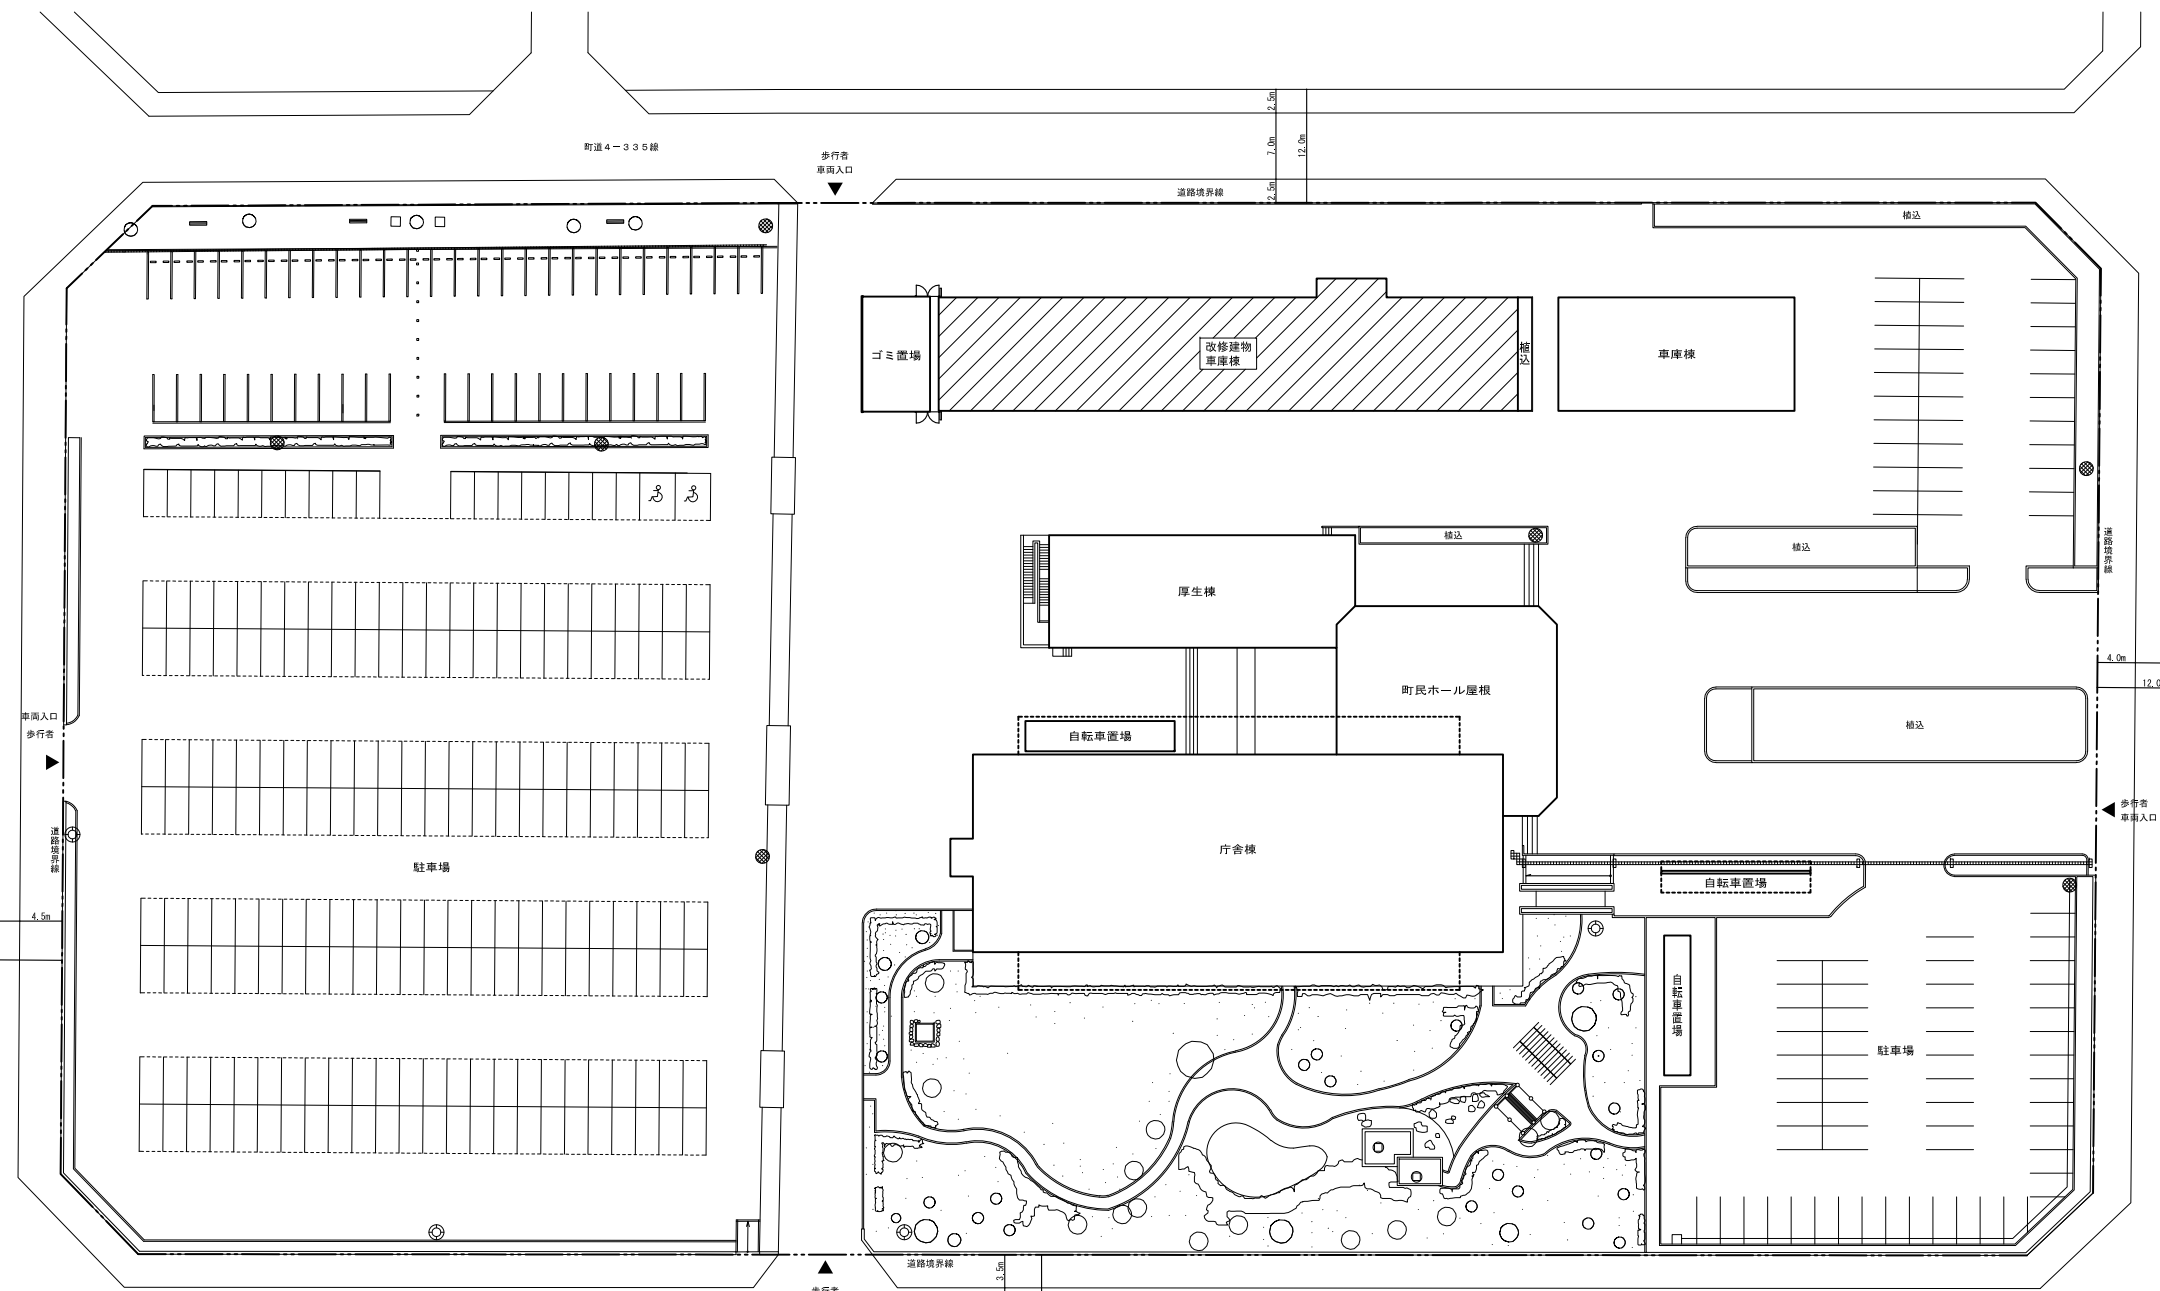 2.5m
町道４－３３５線
7.0m
12.0m
歩行者
車両入口
道路境界線
2.5m
植込
ゴミ置場
改修建物
車庫棟
植込
車庫棟
植込
植込
道路境界線
厚生棟
4.0m
12.0
町民ホール屋根
車両入口
歩行者
自転車置場
植込
歩行者
車両入口
道路境界線
庁舎棟
駐車場
自転車置場
4.5m
自転車置場
駐車場
道路境界線
3.5m
歩行者